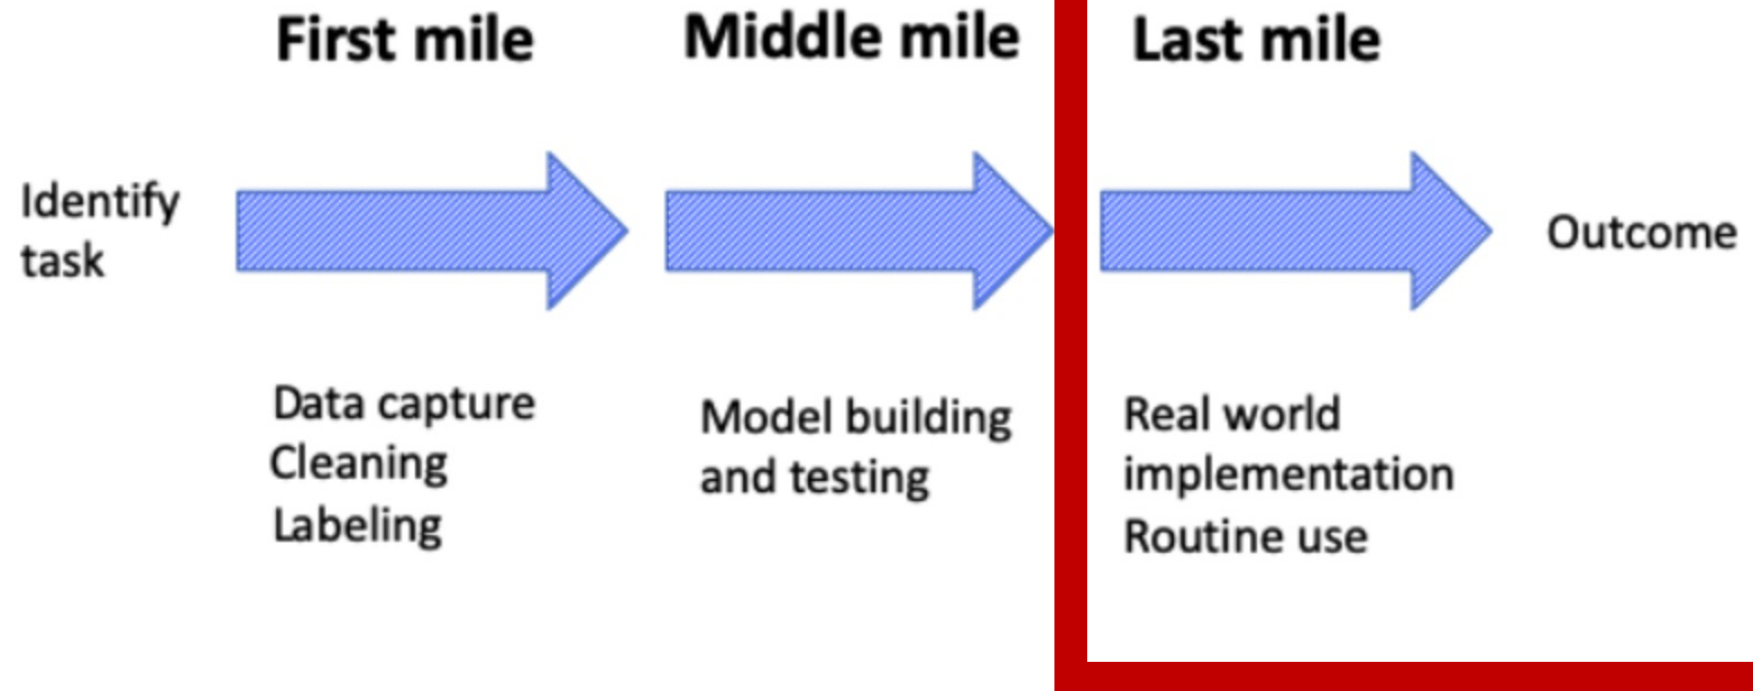 First mile
Middle mile
Last mile
Identify
task
Outcome
Data capture
Cleaning
Labeling
Model building
and testing
Real world
implementation
Routine use